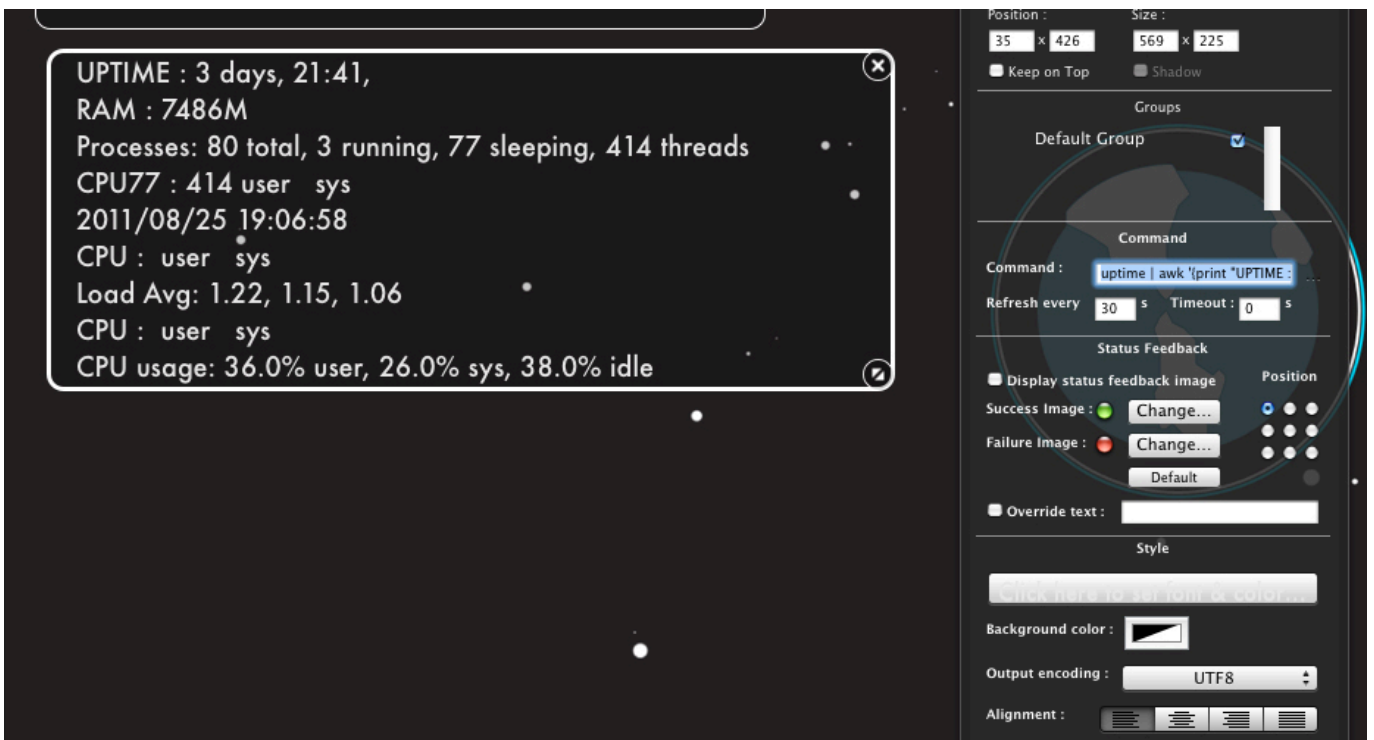 UPTIME : 3 days, 21:41,
RAM : 7486M
Processes: 80 total, 3 running, 77 sleeping, 414 threads
CPU77 : 414 user sys
2011/08/25 19:06:58
CPU : user sys
Load Avg: 1.22, 1.15, 1.06
CPU : user sys
CPU usage: 36.0% user, 26.0% sys, 38.0% idle
Position : Size :
35 x 426 569 x 225
Keep on Top Shadow
Groups
Default Group
Command
Command : uptime | awk '{print "UPTIME : ...
Refresh every 30 s Timeout : 0 s
Status Feedback
Display status feedback image Position
Success Image : Change...
Failure Image : Change...
Default
Override text :
Style
Click here to set font & color...
Background color :
Output encoding : UTF8
Alignment :